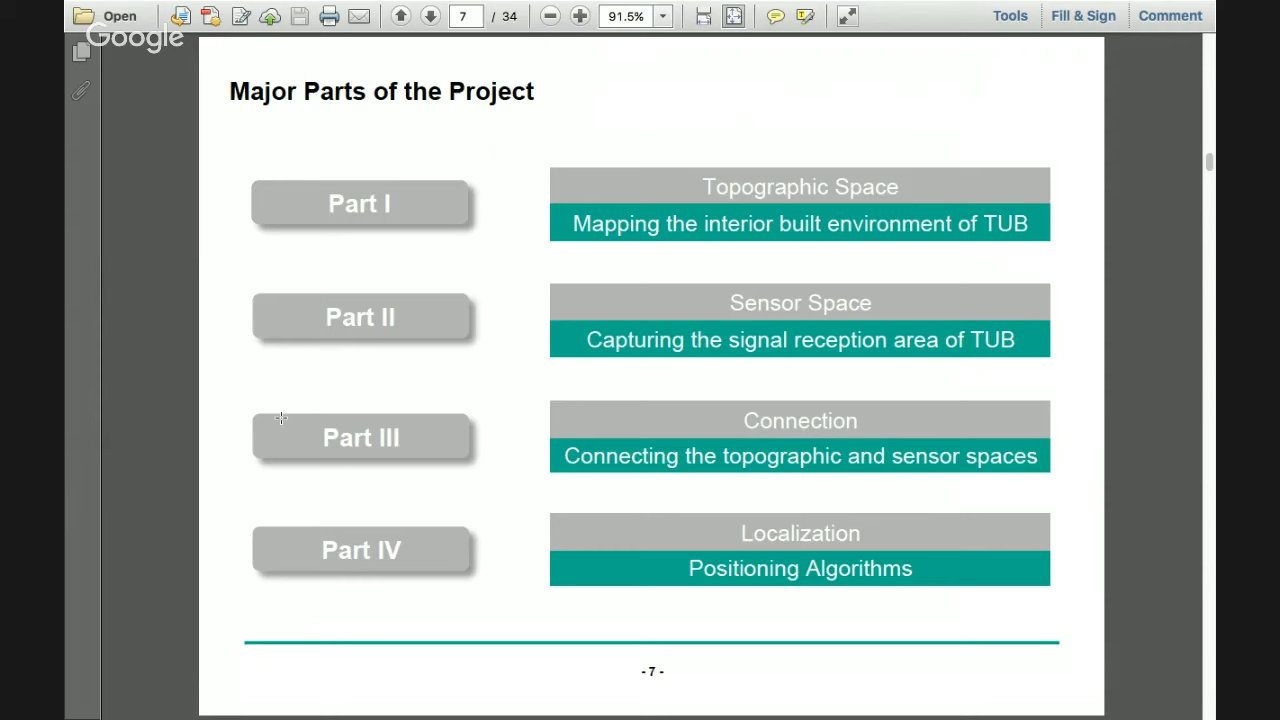 Open
7 / 34
91.5%
Tools
Fill & Sign
Comment
Google
Major Parts of the Project
Part I
Topographic Space
Mapping the interior built environment of TUB
Part II
Sensor Space
Capturing the signal reception area of TUB
Part III
Connection
Connecting the topographic and sensor spaces
Part IV
Localization
Positioning Algorithms
- 7 -